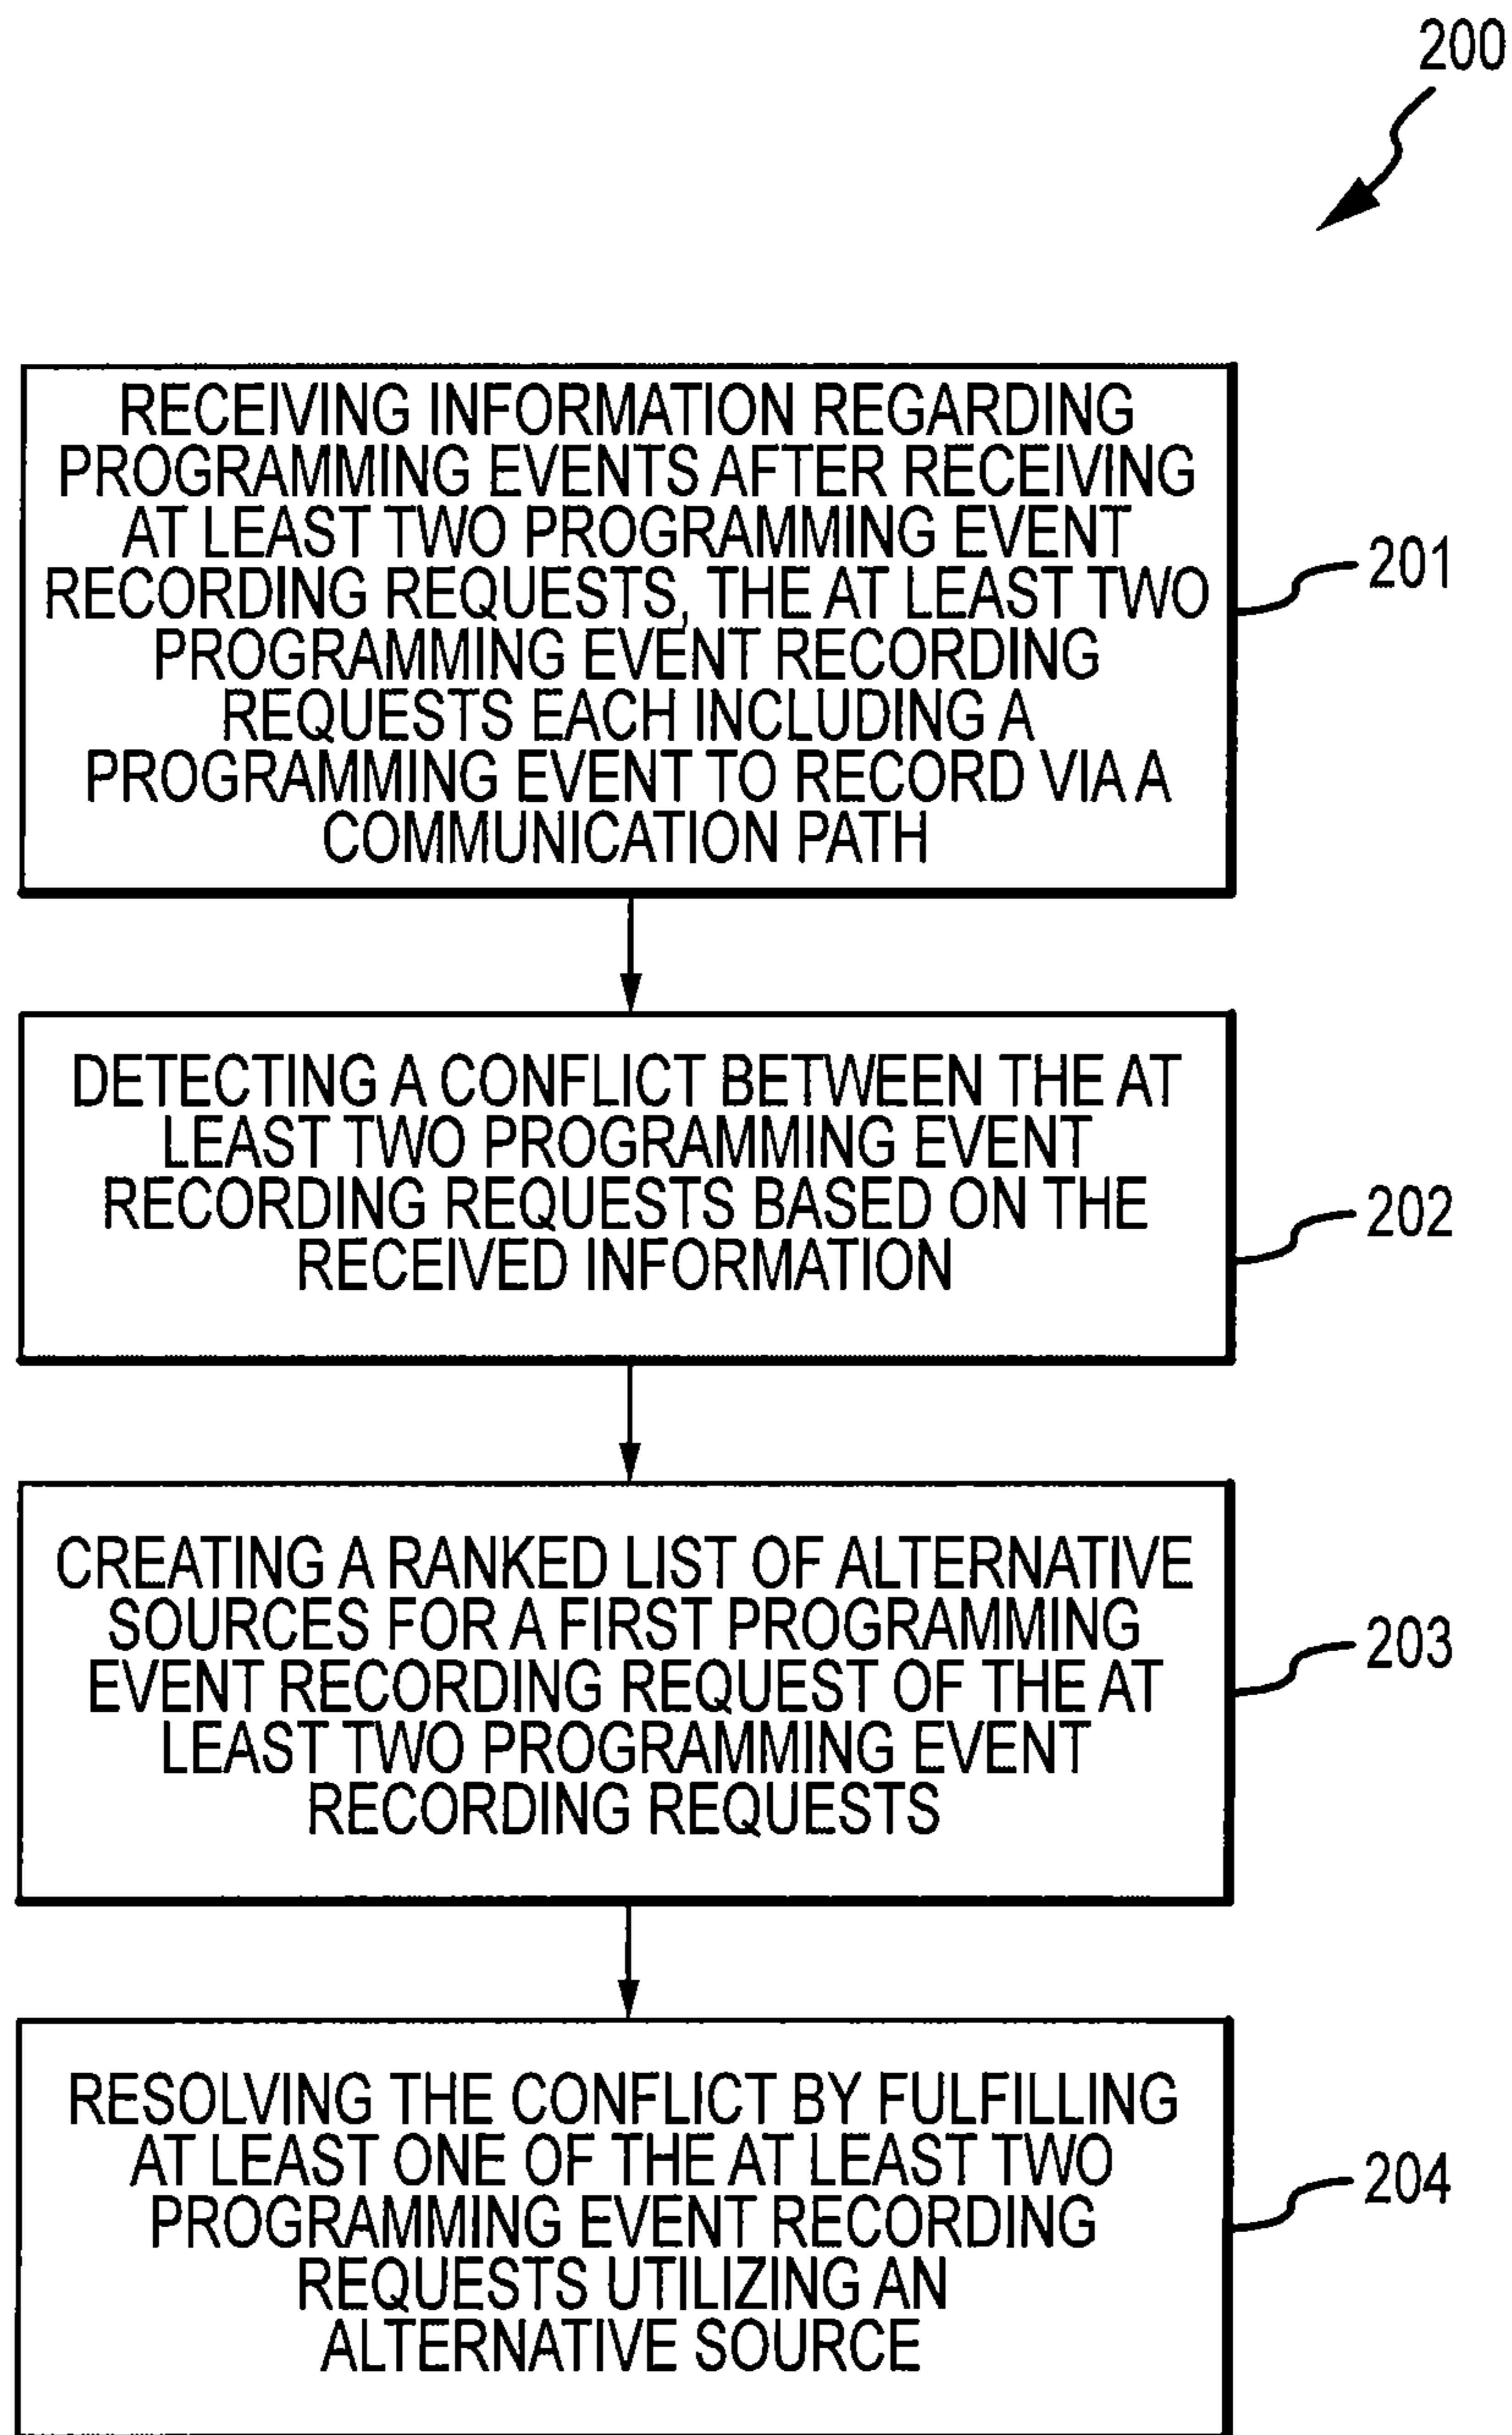 200
RECEIVING INFORMATION REGARDING
PROGRAMMING EVENTS AFTER RECEIVING
AT LEAST TWO PROGRAMMING EVENT
RECORDING REQUESTS, THE AT LEAST TWO
PROGRAMMING EVENT RECORDING
REQUESTS EACH INCLUDING A
PROGRAMMING EVENT TO RECORD VIA A
COMMUNICATION PATH
201
DETECTING A CONFLICT BETWEEN THE AT
LEAST TWO PROGRAMMING EVENT
RECORDING REQUESTS BASED ON THE
RECEIVED INFORMATION
202
CREATING A RANKED LIST OF ALTERNATIVE
SOURCES FOR A FIRST PROGRAMMING
EVENT RECORDING REQUEST OF THE AT
LEAST TWO PROGRAMMING EVENT
RECORDING REQUESTS
203
RESOLVING THE CONFLICT BY FULFILLING
AT LEAST ONE OF THE AT LEAST TWO
PROGRAMMING EVENT RECORDING
REQUESTS UTILIZING AN
ALTERNATIVE SOURCE
204